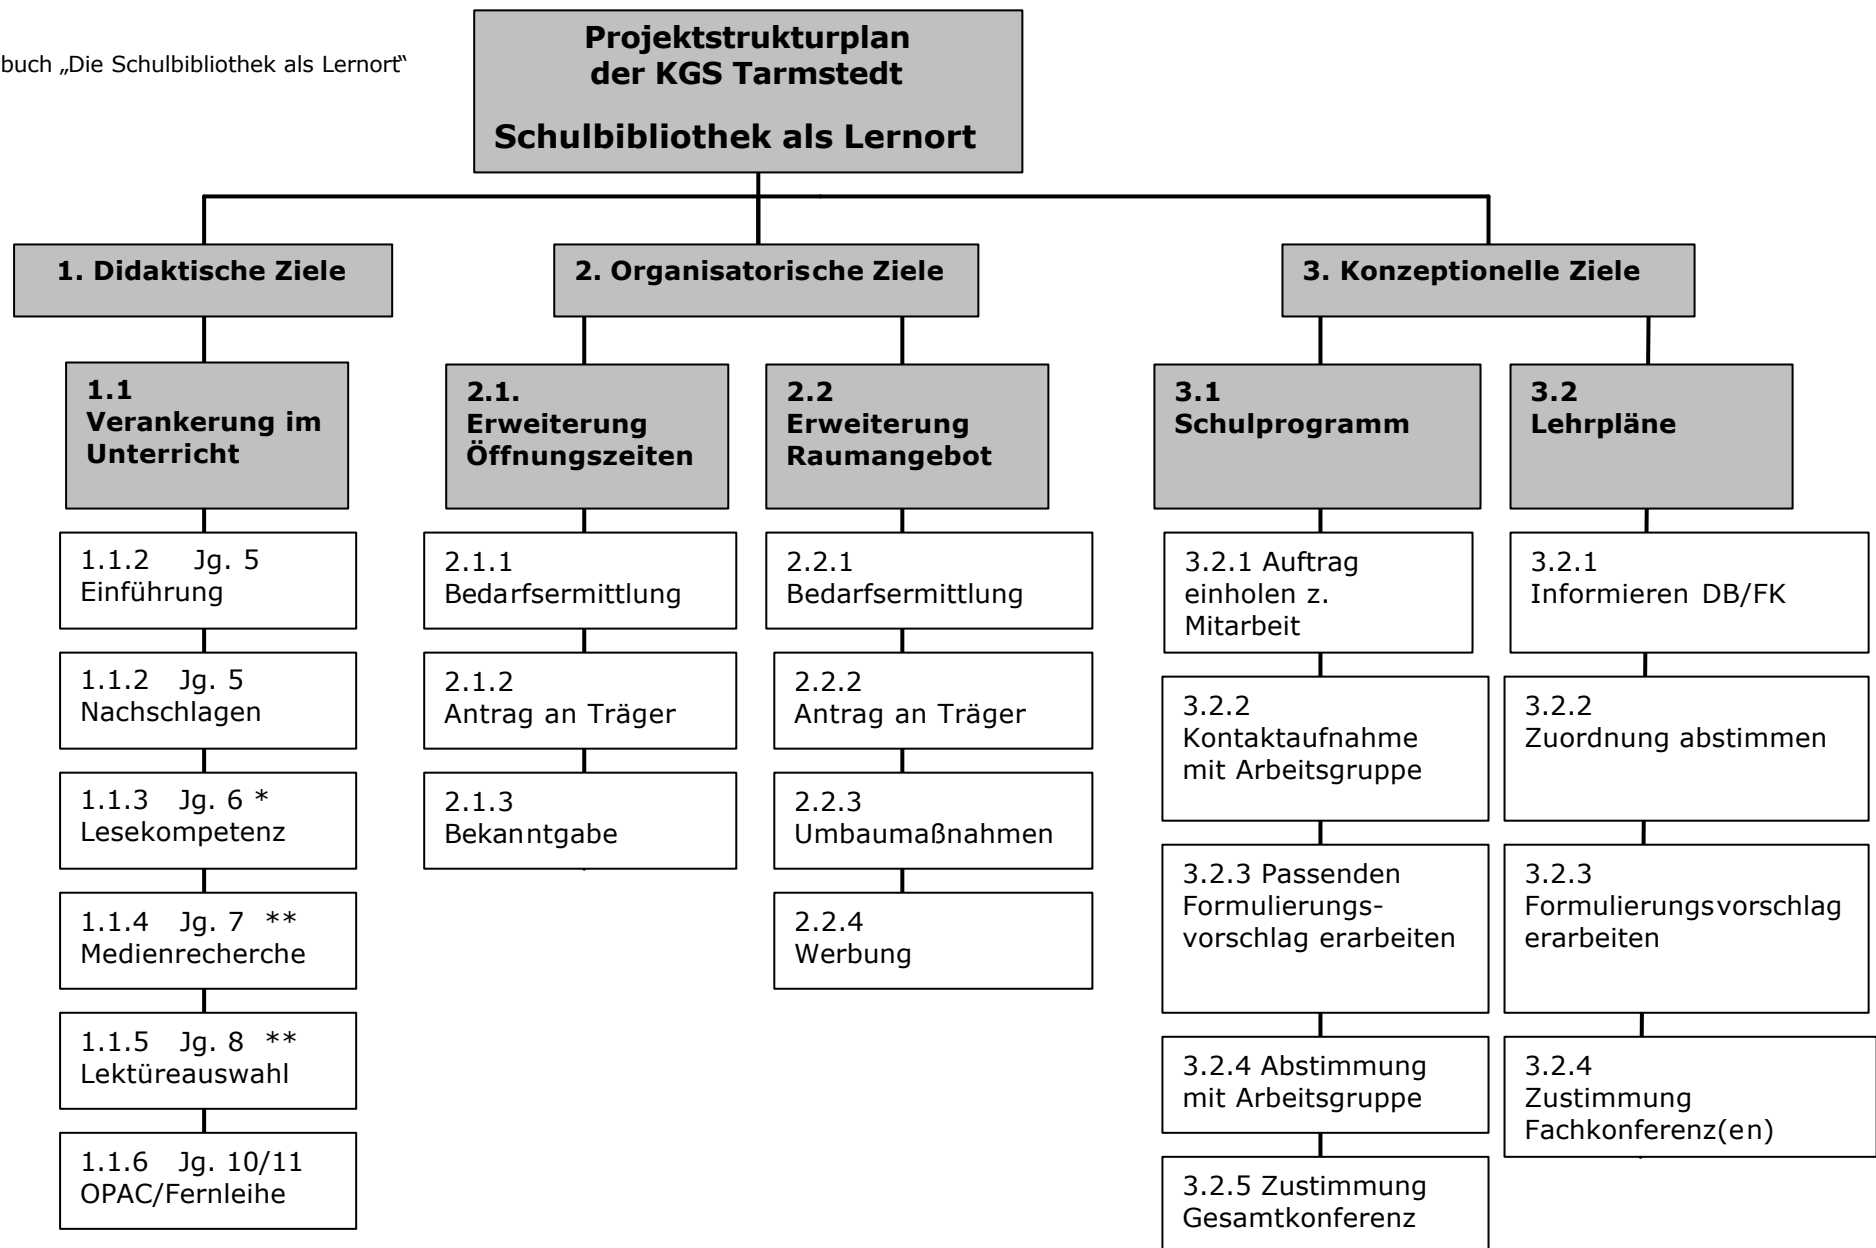 buch „Die Schulbibliothek als Lernort“
Projektstrukturplan
der KGS Tarmstedt
Schulbibliothek als Lernort
1. Didaktische Ziele
2. Organisatorische Ziele
3. Konzeptionelle Ziele
1.1
Verankerung im
Unterricht
2.1.
Erweiterung
Öffnungszeiten
2.2
Erweiterung
Raumangebot
3.1
Schulprogramm
3.2
Lehrpläne
1.1.2 Jg. 5
Einführung
1.1.2 Jg. 5
Nachschlagen
1.1.3 Jg. 6 *
Lesekompetenz
1.1.4 Jg. 7 **
Medienrecherche
1.1.5 Jg. 8 **
Lektüreauswahl
1.1.6 Jg. 10/11
OPAC/Fernleihe
2.1.1
Bedarfsermittlung
2.1.2
Antrag an Träger
2.1.3
Bekanntgabe
2.2.1
Bedarfsermittlung
2.2.2
Antrag an Träger
2.2.3
Umbaumaßnahmen
2.2.4
Werbung
3.2.1 Auftrag
einholen z.
Mitarbeit
3.2.2
Kontaktaufnahme
mit Arbeitsgruppe
3.2.3 Passenden
Formulierungs-
vorschlag erarbeiten
3.2.4 Abstimmung
mit Arbeitsgruppe
3.2.5 Zustimmung
Gesamtkonferenz
3.2.1
Informieren DB/FK
3.2.2
Zuordnung abstimmen
3.2.3
Formulierungsvorschlag
erarbeiten
3.2.4
Zustimmung
Fachkonferenz(en)